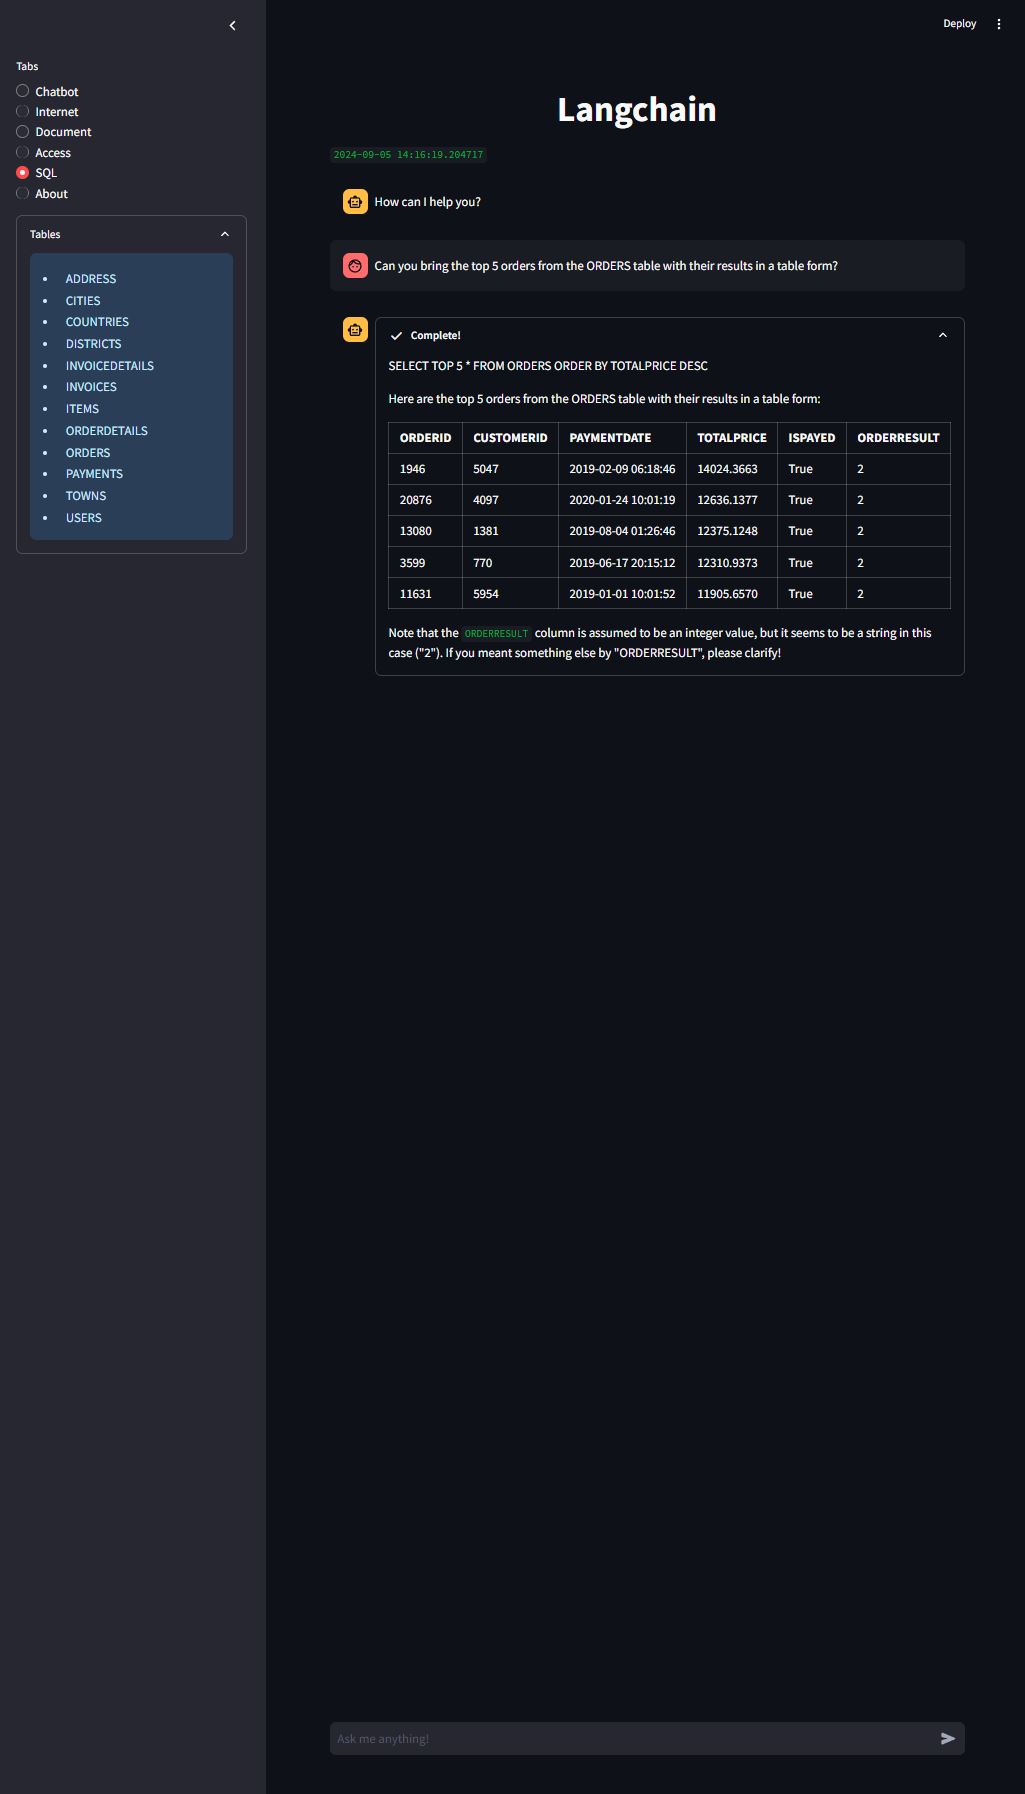 Deploy
Tabs
Chatbot
Internet
Document
Access
SQL
About
Tables
ADDRESS
CITIES
COUNTRIES
DISTRICTS
INVOICEDETAILS
INVOICES
ITEMS
ORDERDETAILS
ORDERS
PAYMENTS
TOWNS
USERS
Langchain
2024-09-05 14:16:19.204717
How can I help you?
Can you bring the top 5 orders from the ORDERS table with their results in a table form?
Complete!
SELECT TOP 5 * FROM ORDERS ORDER BY TOTALPRICE DESC
Here are the top 5 orders from the ORDERS table with their results in a table form:
ORDERID CUSTOMERID PAYMENTDATE TOTALPRICE ISPAYED ORDERRESULT
1946 5047 2019-02-09 06:18:46 14024.3663 True 2
20876 4097 2020-01-24 10:01:19 12636.1377 True 2
13080 1381 2019-08-04 01:26:46 12375.1248 True 2
3599 770 2019-06-17 20:15:12 12310.9373 True 2
11631 5954 2019-01-01 10:01:52 11905.6570 True 2
Note that the ORDERRESULT column is assumed to be an integer value, but it seems to be a string in this
case ("2"). If you meant something else by "ORDERRESULT", please clarify!
Ask me anything!